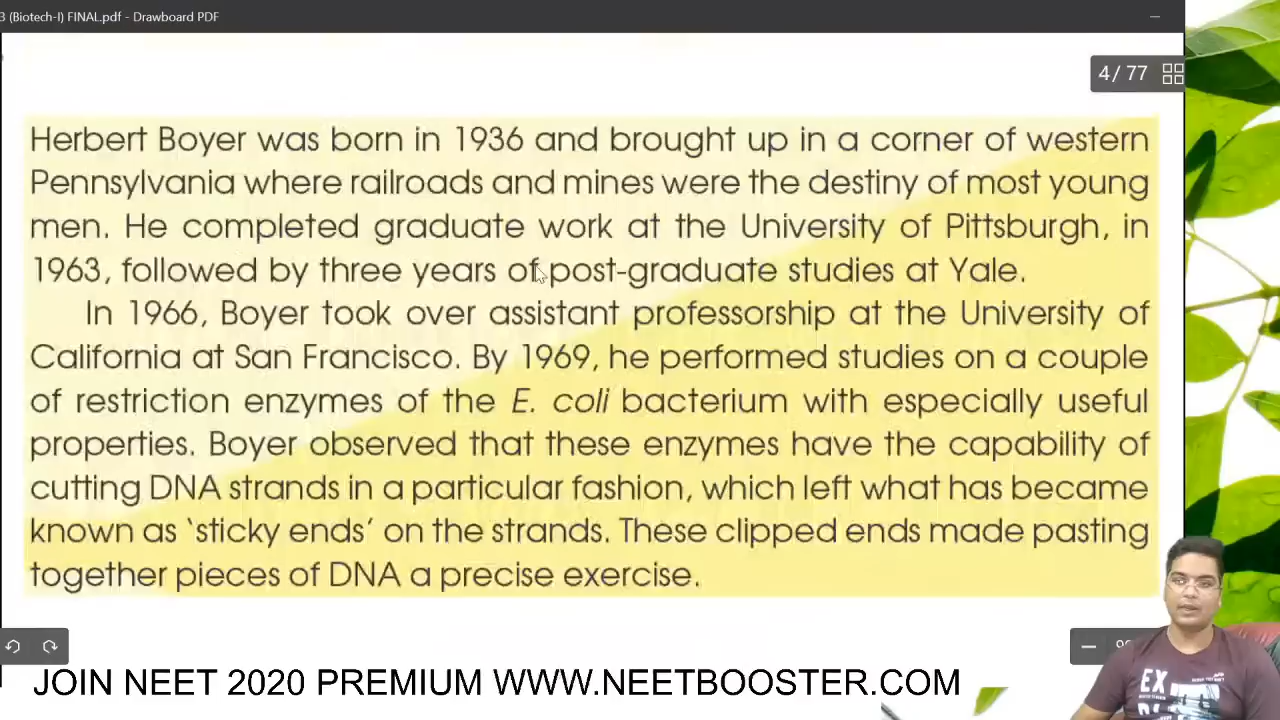 3 (Biotech-I) FINAL.pdf - Drawboard PDF
4 / 77
Herbert Boyer was born in 1936 and brought up in a corner of western
Pennsylvania where railroads and mines were the destiny of most young
men. He completed graduate work at the University of Pittsburgh, in
1963, followed by three years of post-graduate studies at Yale.
In 1966, Boyer took over assistant professorship at the University of
California at San Francisco. By 1969, he performed studies on a couple
of restriction enzymes of the E. coli bacterium with especially useful
properties. Boyer observed that these enzymes have the capability of
cutting DNA strands in a particular fashion, which left what has became
known as ‘sticky ends’ on the strands. These clipped ends made pasting
together pieces of DNA a precise exercise.
JOIN NEET 2020 PREMIUM WWW.NEETBOOSTER.COM
EX